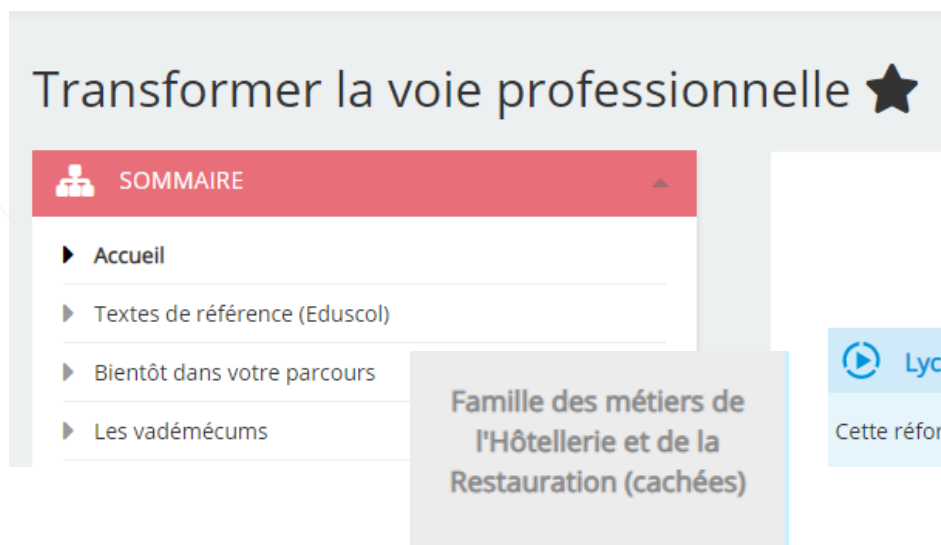 Transformer la voie professionnelle
SOMMAIRE
Accueil
Textes de référence (Eduscol)
Bientôt dans votre parcours
Les vadémécums
Famille des métiers de
l'Hôtellerie et de la
Restauration (cachées)
Lyc
Cette réfor